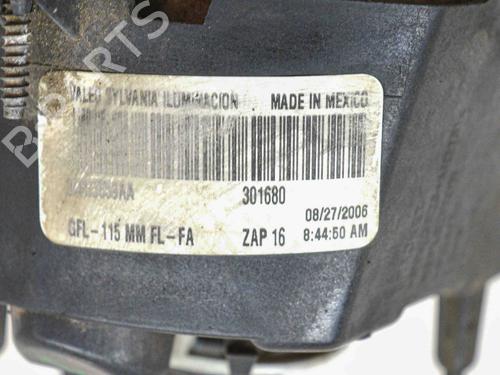 VALEO SYLVANIA ILUMINACION MADE IN MEXICO
301680
08/27/2006
GFL-115 MM FL-FA ZAP 16 8:44:50 AM
PARTS